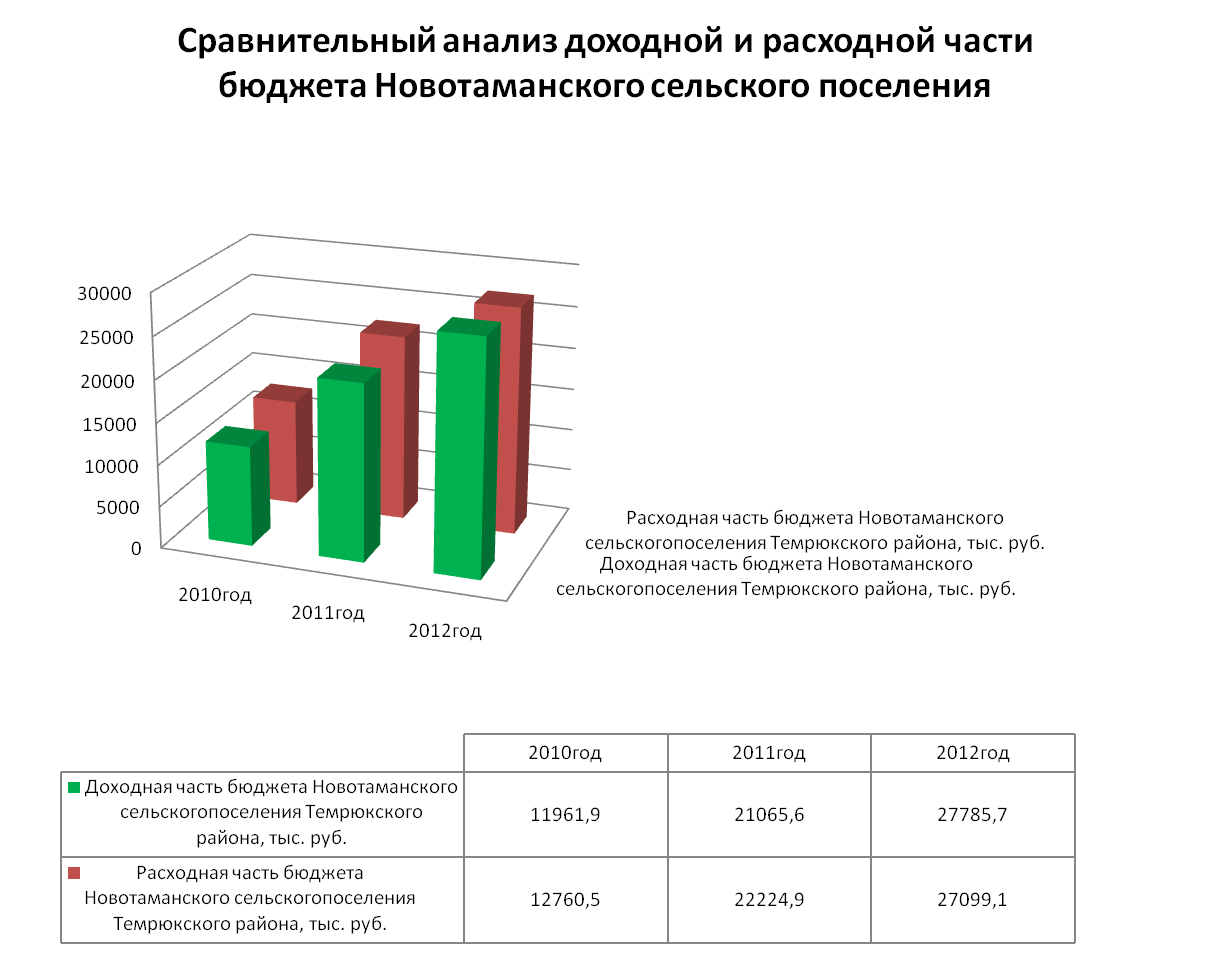 Сравнительный анализ доходной и расходной части
бюджета Новотаманского сельского поселения
30000
25000
20000
15000
10000
5000
0
2010год
2011год
2012год
Расходная часть бюджета Новотаманского
сельскогопоселения Темрюкского района, тыс. руб.
Доходная часть бюджета Новотаманского
сельскогопоселения Темрюкского района, тыс. руб.
2010год 2011год 2012год
Доходная часть бюджета Новотаманского
сельскогопоселения Темрюкского
района, тыс. руб.
11961,9 21065,6 27785,7
Расходная часть бюджета
Новотаманского сельскогопоселения
Темрюкского района, тыс. руб.
12760,5 22224,9 27099,1